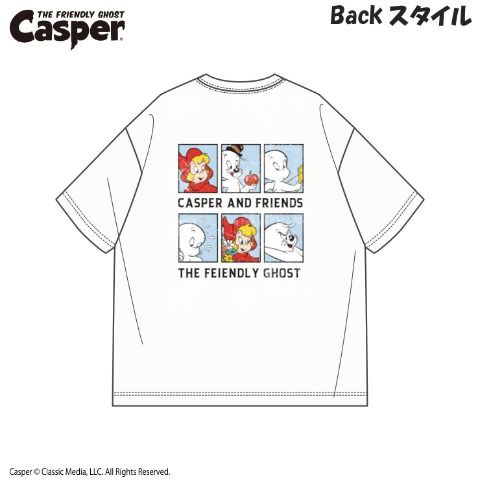 THE FRIENDLY GHOST
Casper
Back スタイル
CASPER AND FRIENDS
THE FEIENDLY GHOST
Casper © Classic Media, LLC. All Rights Reserved.